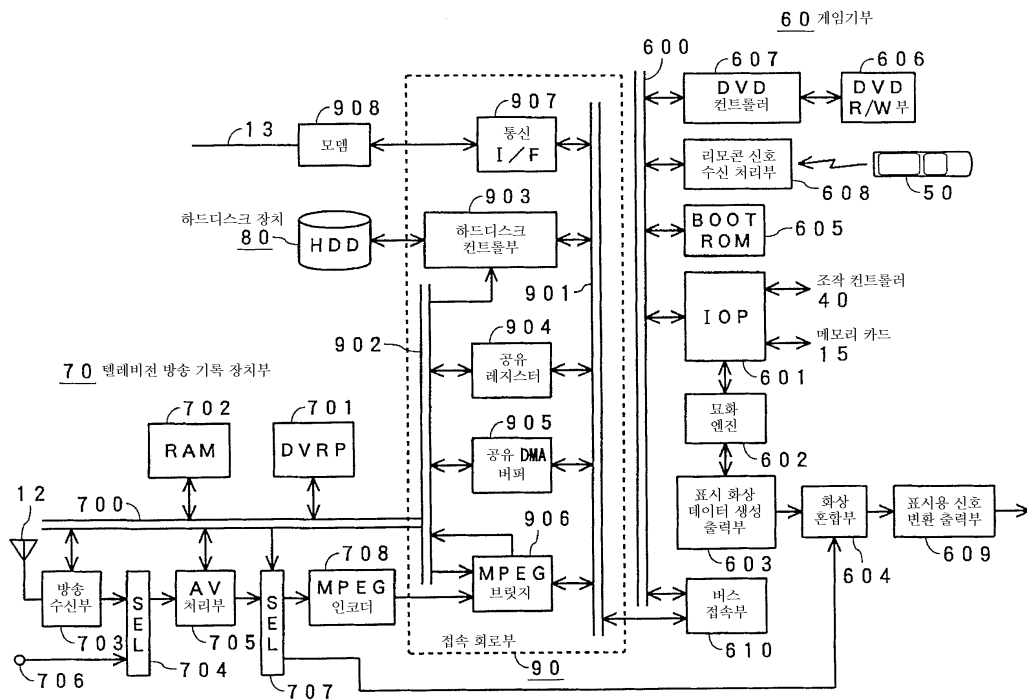 60 게임기부
600
607
606
DVD
컨트롤러
DVD
R/W부
908
907
13
모뎀
통신
I/F
리모콘 신호
수신 처리부
608
50
903
하드디스크 장치
80
HDD
하드디스크
컨트롤부
BOOT
ROM
605
901
조작 컨트롤러
40
IOP
메모리 카드
15
601
902
904
공유
레지스터
70 텔레비전 방송 기록 장치부
702
701
RAM
DVRP
905
공유 DMA
버퍼
묘화
엔진
602
12
700
906
표시 화상
데이터 생성
출력부
603
화상
혼합부
604
표시용 신호
변환 출력부
609
방송
수신부
703
SEL
704
AV
처리부
705
SEL
707
708
MPEG
인코더
MPEG
브릿지
버스
접속부
610
706
접속 회로부
90